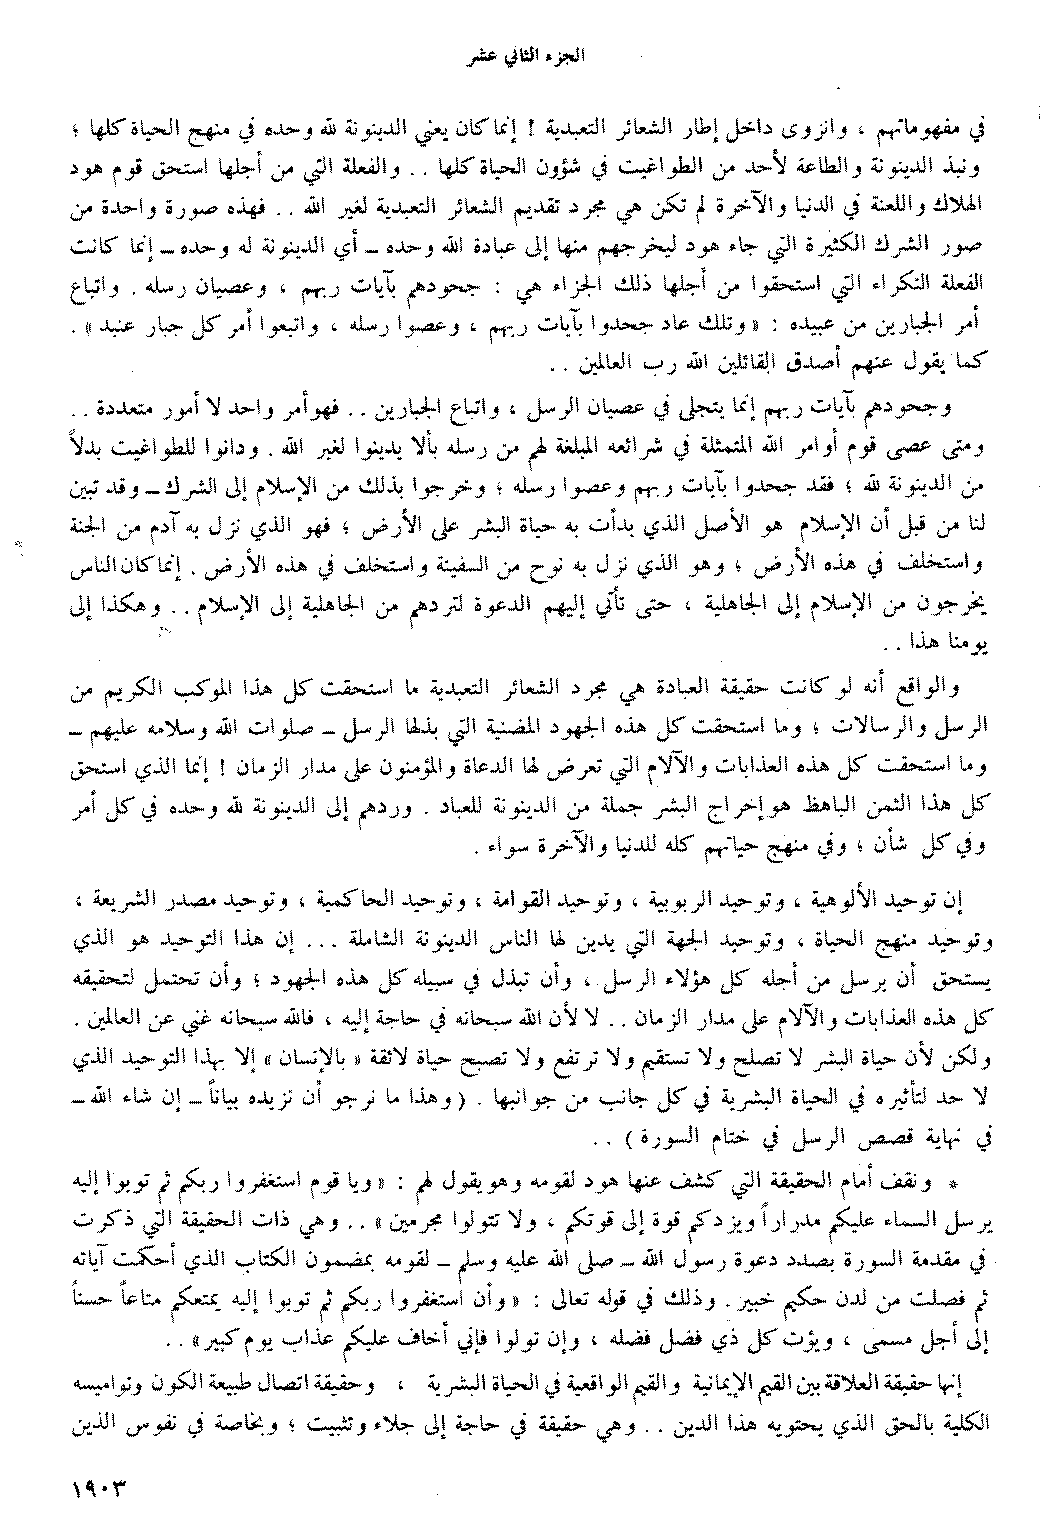 الجزء الثاني عشر
في مفهوماتهم ، وانزوى داخل إطار الشعائر التعبدية ! إنما كان يعني الدينونة لله وحده في منهج الحياة كلها ؛
ونبذ الدينونة والطاعة لأحد من الطواغيت في شؤون الحياة كلها . . والفعلة التي من أجلها استحق قوم هود
الهلاك واللعنة في الدنيا والآخرة لم تكن هي مجرد تقديم الشعائر التعبدية لغير الله . . فهذه صورة واحدة من
صور الشرك الكثيرة التي جاء هود ليخرجهم منها إلى عبادة الله وحده – أي الدينونة له وحده – إنما كانت
الفعلة النكراء التي استحقوا من أجلها ذلك الجزاء هي : جحودهم بآيات ربهم ، وعصيان رسله . واتباع
أمر الجبارين من عبيده : « وتلك عاد جحدوا بآيات ربهم ، وعصوا رسله ، واتبعوا أمر كل جبار عنيد » .
كما يقول عنهم أصدق القائلين الله رب العالمين . .
وجحودهم بآيات ربهم إنما يتجلى في عصيان الرسل ، واتباع الجبارين . . فهو أمر واحد لا أمور متعددة . .
ومتى عصى قوم أوامر الله المتمثلة في شرائعه المبلغة لهم من رسله بألا يدينوا لغير الله . ودانوا للطواغيت بدلاً
من الدينونة لله ؛ فقد جحدوا بآيات ربهم وعصوا رسله ؛ وخرجوا بذلك من الإسلام إلى الشرك – وقد تبين
لنا من قبل أن الإسلام هو الأصل الذي بدأت به حياة البشر على الأرض ؛ فهو الذي نزل به آدم من الجنة
واستخلف في هذه الأرض ؛ وهو الذي نزل به نوح من السفينة واستخلف في هذه الأرض . إنما كان الناس
يخرجون من الإسلام إلى الجاهلية ، حتى تأتي إليهم الدعوة لتردهم من الجاهلية إلى الإسلام . . وهكذا إلى
يومنا هذا . .
والواقع أنه لو كانت حقيقة العبادة هي مجرد الشعائر التعبدية ما استحقت كل هذا الموكب الكريم من
الرسل والرسالات ؛ وما استحقت كل هذه الجهود المضنية التي بذلها الرسل – صلوات الله وسلامه عليهم –
وما استحقت كل هذه العذابات والآلام التي تعرض لها الدعاة والمؤمنون على مدار الزمان ! إنما الذي استحق
كل هذا الثمن الباهظ هو إخراج البشر جملة من الدينونة للعباد . وردهم إلى الدينونة لله وحده في كل أمر
وفي كل شأن ؛ وفي منهج حياتهم كله للدنيا والآخرة سواء .
إن توحيد الألوهية ، وتوحيد الربوبية ، وتوحيد القوامة ، وتوحيد الحاكمية ، وتوحيد مصدر الشريعة ،
وتوحيد منهج الحياة ، وتوحيد الجهة التي يدين لها الناس الدينونة الشاملة ... إن هذا التوحيد هو الذي
يستحق أن يرسل من أجله كل هؤلاء الرسل ، وأن تبذل في سبيله كل هذه الجهود ؛ وأن تحتمل لتحقيقه
كل هذه العذابات والآلام على مدار الزمان . . لا لأن الله سبحانه في حاجة إليه ، فالله سبحانه غني عن العالمين .
ولكن لأن حياة البشر لا تصلح ولا تستقيم ولا ترتفع ولا تصبح حياة لائقة « بالإنسان » إلا بهذا التوحيد الذي
لا حد لتأثيره في الحياة البشرية في كل جانب من جوانبها . ( وهذا ما نرجو أن نزيده بياناً – إن شاء الله –
في نهاية قصص الرسل في ختام السورة ) . .
* ونقف أمام الحقيقة التي كشف عنها هود لقومه وهو يقول لهم : « ويا قوم استغفروا ربكم ثم توبوا إليه
يرسل السماء عليكم مدراراً ويزدكم قوة إلى قوتكم ، ولا تتولوا مجرمين » . . وهي ذات الحقيقة التي ذكرت
في مقدمة السورة بصدد دعوة رسول الله – صلى الله عليه وسلم – لقومه بمضمون الكتاب الذي أحكمت آياته
ثم فصلت من لدن حكيم خبير . وذلك في قوله تعالى : « وأن استغفروا ربكم ثم توبوا إليه يمتعكم متاعاً حسناً
إلى أجل مسمى ، ويؤت كل ذي فضل فضله ، وإن تولوا فإني أخاف عليكم عذاب يوم كبير » . .
إنها حقيقة العلاقة بين القيم الإيمانية والقيم الواقعية في الحياة البشرية ، وحقيقة اتصال طبيعة الكون ونواميسه
الكلية بالحق الذي يحتويه هذا الدين . . وهي حقيقة في حاجة إلى جلاء وتثبيت ؛ وبخاصة في نفوس الذين
١٩٠٣